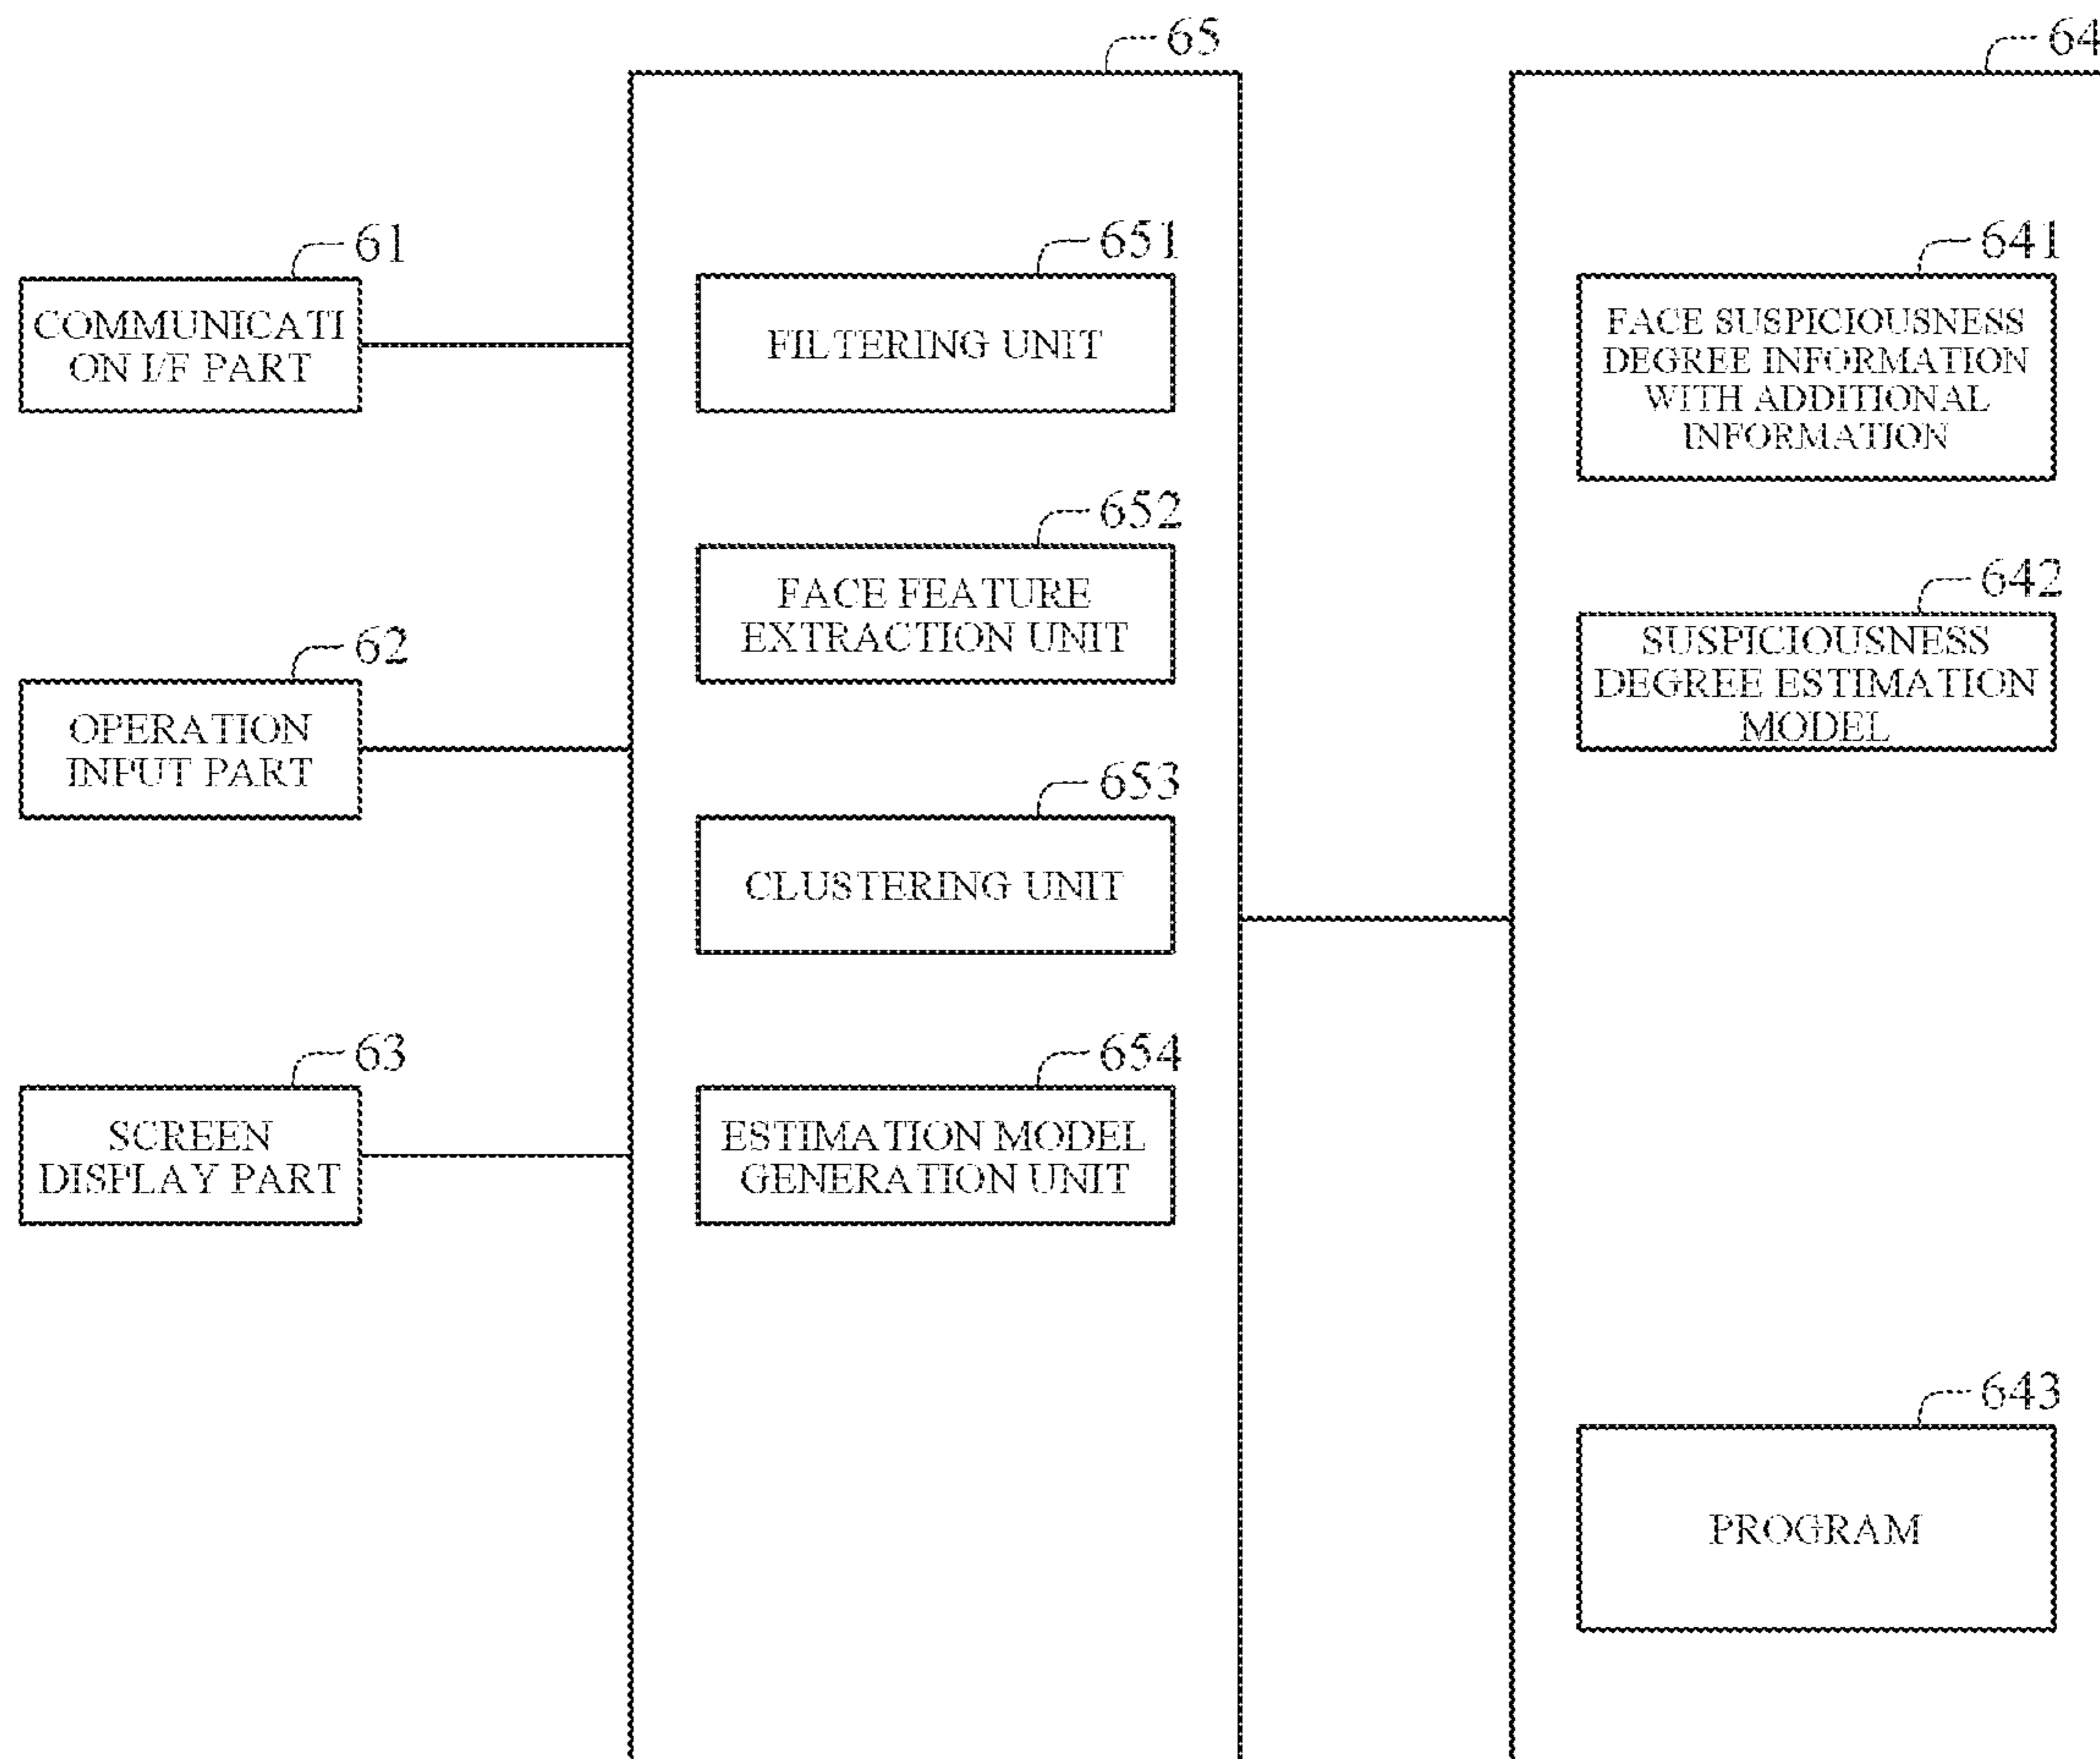 65
64
61
COMMUNICATI
ON I/F PART
62
OPERATION
INPUT PART
63
SCREEN
DISPLAY PART
651
FILTERING UNIT
652
FACE FEATURE
EXTRACTION UNIT
653
CLUSTERING UNIT
654
ESTIMATION MODEL
GENERATION UNIT
641
FACE SUSPICIOUSNESS
DEGREE INFORMATION
WITH ADDITIONAL
INFORMATION
642
SUSPICIOUSNESS
DEGREE ESTIMATION
MODEL
643
PROGRAM